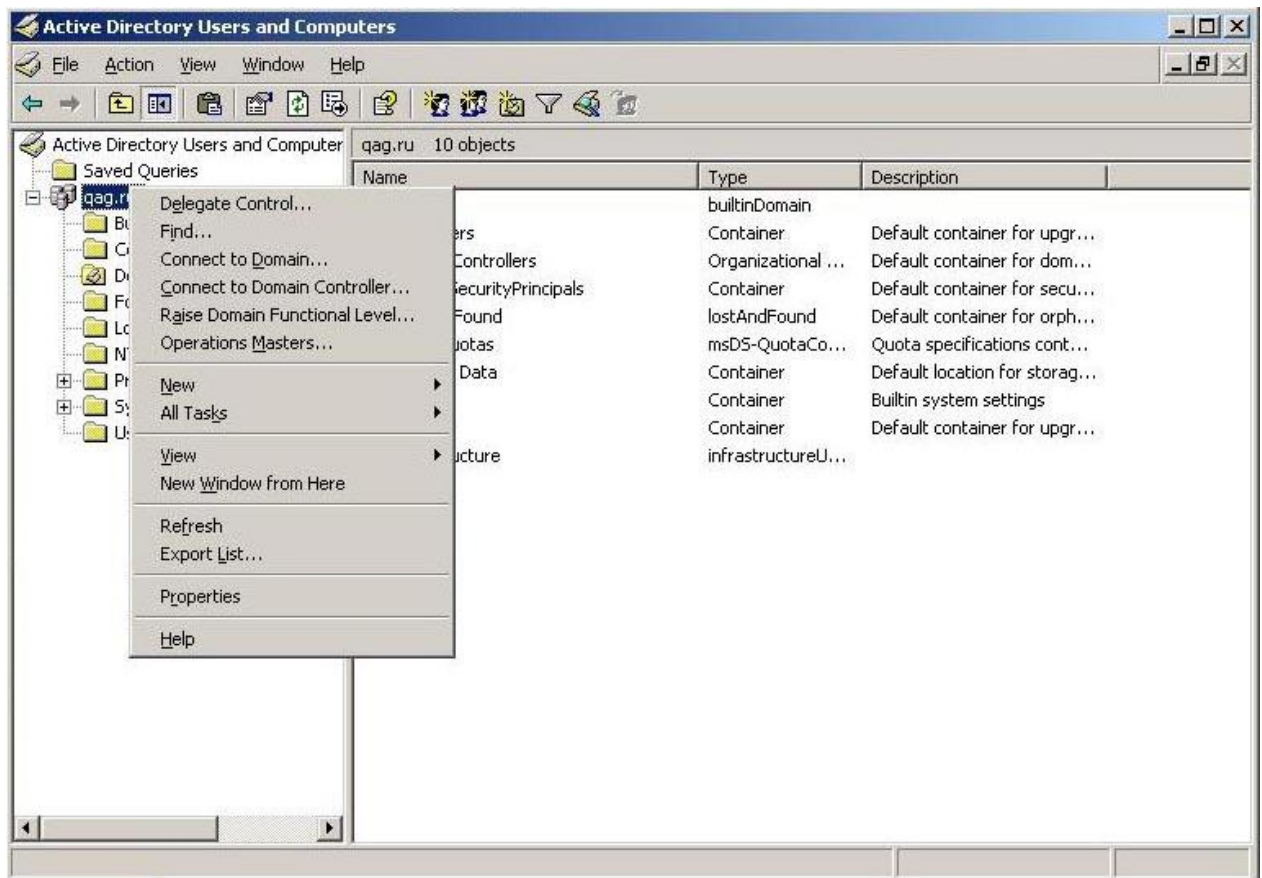 Active Directory Users and Computers
File Action View Window Help
Active Directory Users and Computer
qag.ru 10 objects
Saved Queries
Name Type Description
Delegate Control...
Find...
Connect to Domain...
Connect to Domain Controller...
Raise Domain Functional Level...
Operations Masters...
New
All Tasks
View
New Window from Here
Refresh
Export List...
Properties
Help
builtinDomain
Container Default container for upgr...
Controllers Organizational ... Default container for dom...
SecurityPrincipals Container Default container for secu...
Found lostAndFound Default container for orph...
msDS-QuotaCo... Quota specifications cont...
Data Container Default location for storag...
Container Builtin system settings
Container Default container for upgr...
infrastructureU...